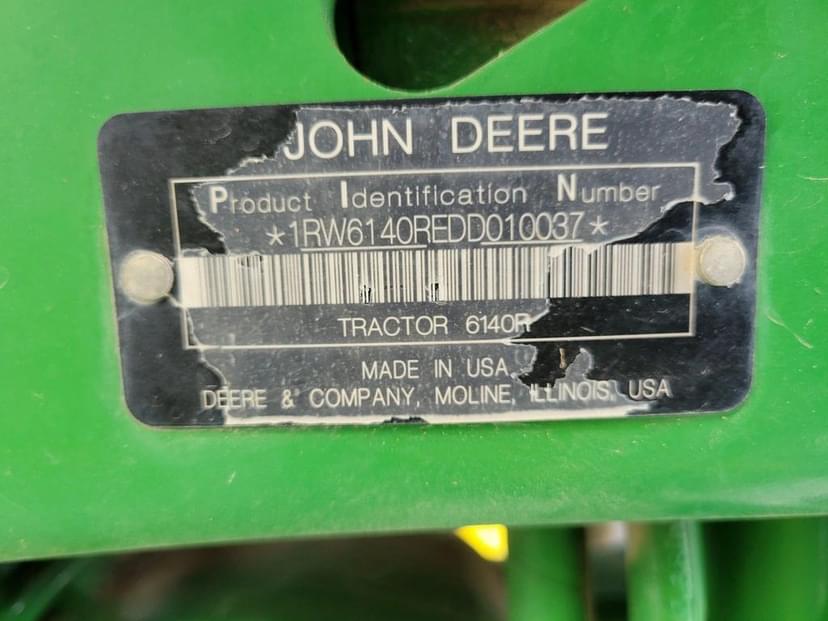 JOHN DEERE
Product Identification Number
*1RW6140REDD010037*
TRACTOR 6140R
MADE IN USA
DEERE & COMPANY, MOLINE, ILLINOIS, USA